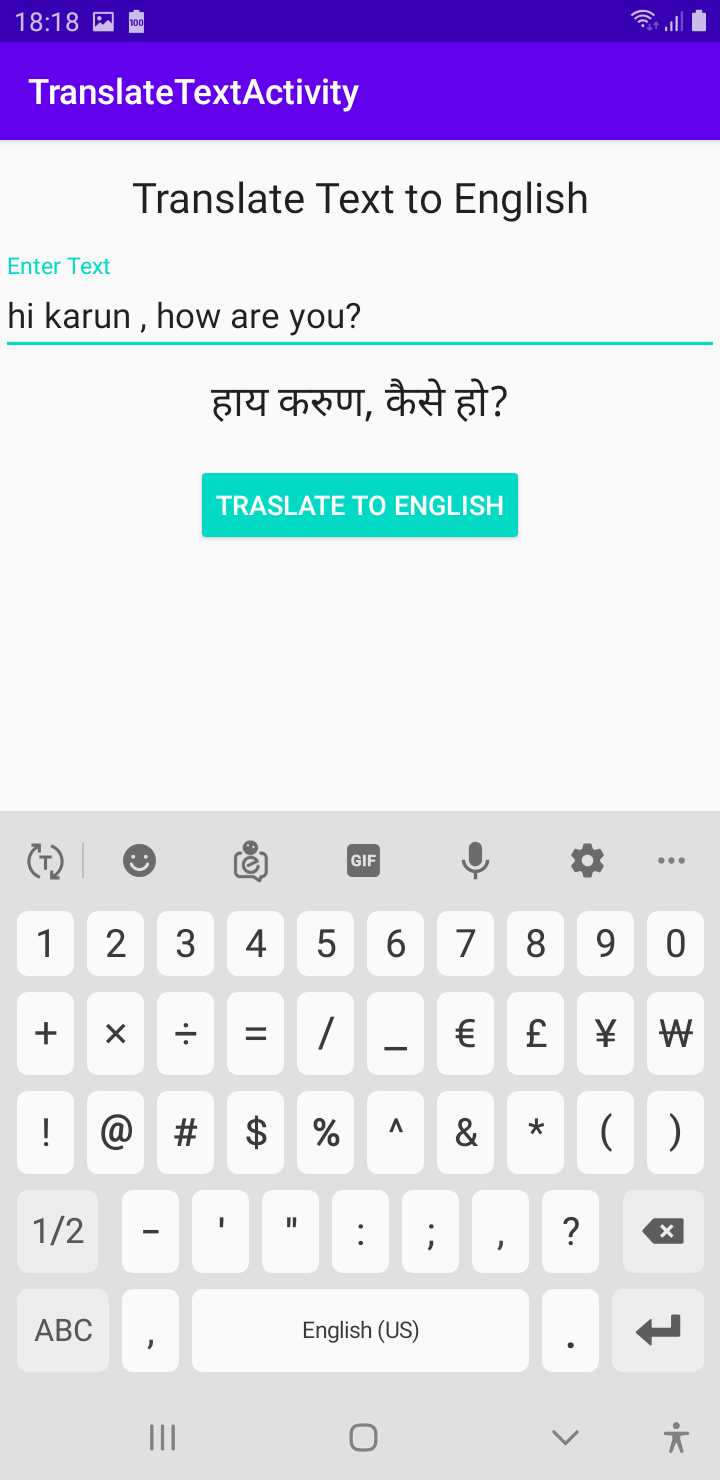 18:18 100
TranslateTextActivity
Translate Text to English
Enter Text
hi karun , how are you?
हाय करुण, कैसे हो?
TRASLATE TO ENGLISH
T GIF
1 2 3 4 5 6 7 8 9 0
+ × ÷ = / _ € £ ¥ ₩
! @ # $ % ^ & * ( )
1/2 - ' " : ; , ?
ABC , English (US) .